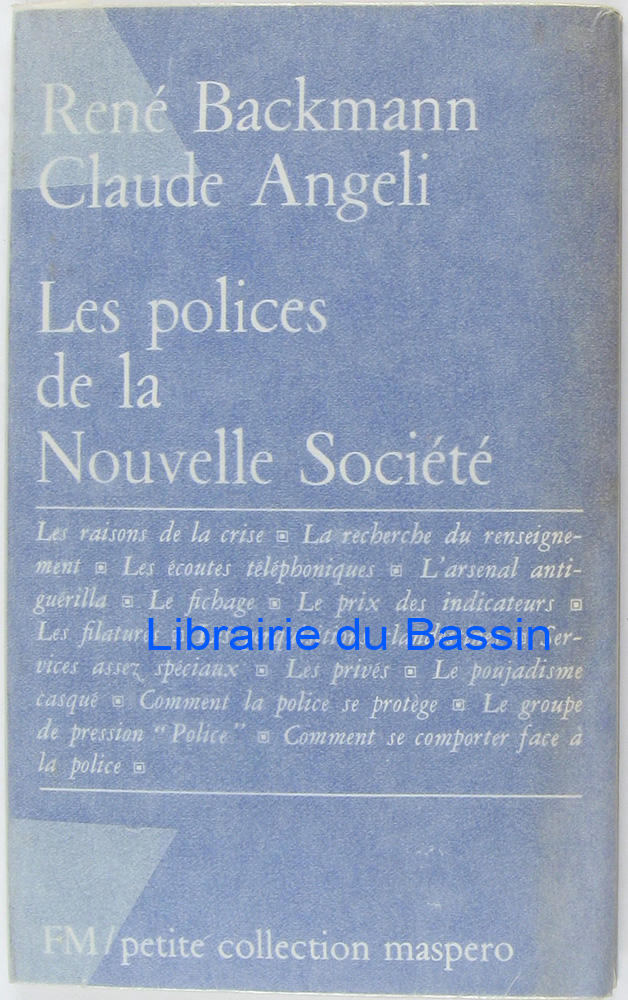 René Backmann
Claude Angeli
Les polices
de la
Nouvelle Société
Les raisons de la crise ▣ La recherche du renseigne-
ment ▣ Les écoutes téléphoniques ▣ L'arsenal anti-
guérilla ▣ Le fichage ▣ Le prix des indicateurs ▣
Les filatures Ser-
Librairie du Bassin
vices assez spéciaux ▣ Les privés ▣ Le poujadisme
casqué ▣ Comment la police se protège ▣ Le groupe
de pression "Police" ▣ Comment se comporter face à
la police ▣
FM/petite collection maspero